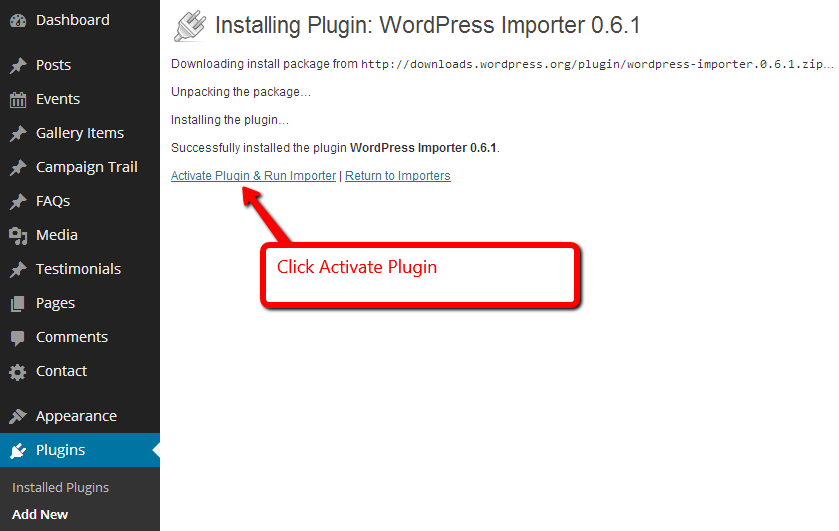 Dashboard
Posts
Events
Gallery Items
Campaign Trail
FAQs
Media
Testimonials
Pages
Comments
Contact
Appearance
Plugins
Installed Plugins
Add New
Installing Plugin: WordPress Importer 0.6.1
Downloading install package from http://downloads.wordpress.org/plugin/wordpress-importer.0.6.1.zip…
Unpacking the package…
Installing the plugin…
Successfully installed the plugin WordPress Importer 0.6.1.
Activate Plugin & Run Importer | Return to Importers
Click Activate Plugin